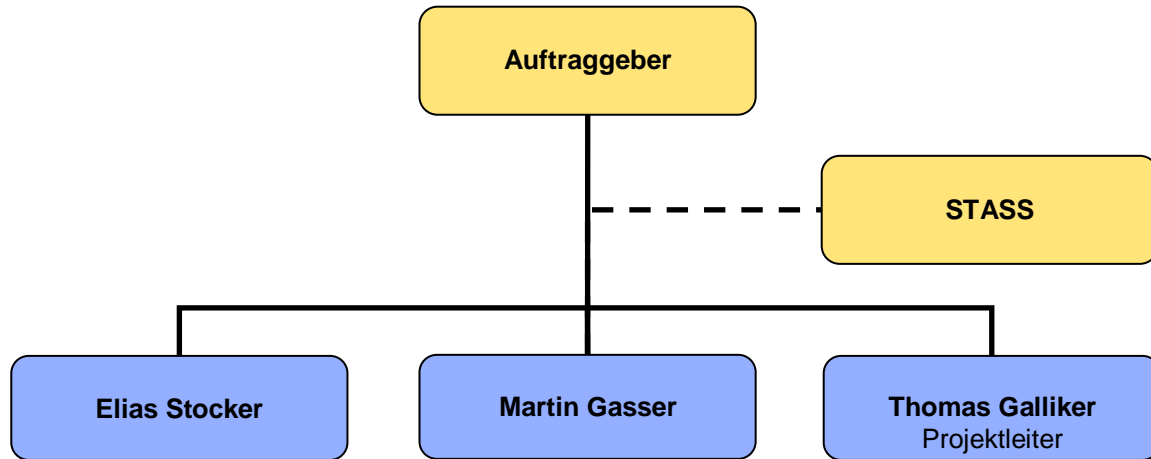 Auftraggeber
STASS
Elias Stocker
Martin Gasser
Thomas Galliker
Projektleiter